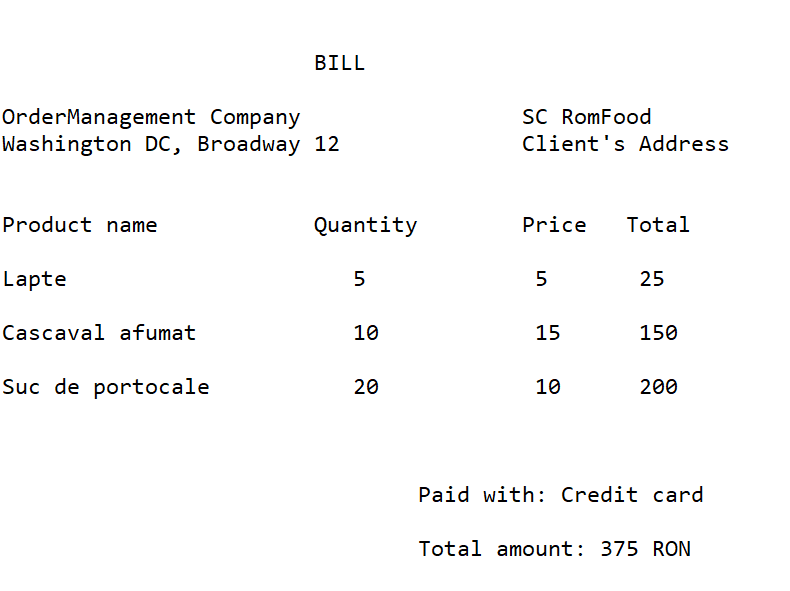 BILL
OrderManagement Company SC RomFood
Washington DC, Broadway 12 Client's Address
Product name Quantity Price Total
Lapte 5 5 25
Cascaval afumat 10 15 150
Suc de portocale 20 10 200
Paid with: Credit card
Total amount: 375 RON